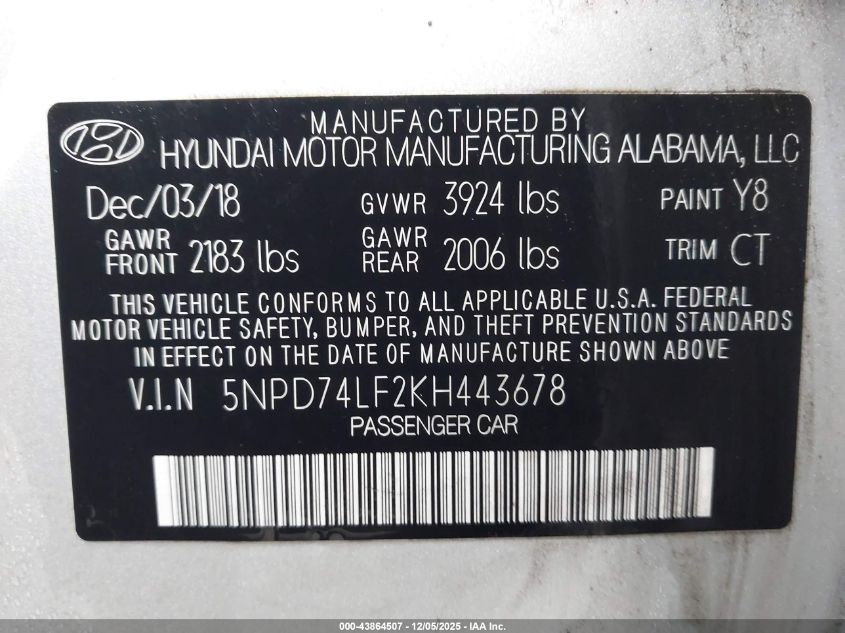 MANUFACTURED BY
HYUNDAI MOTOR MANUFACTURING ALABAMA, LLC
Dec/03/18 GVWR 3924 lbs PAINT Y8
GAWR FRONT 2183 lbs GAWR REAR 2006 lbs TRIM CT
THIS VEHICLE CONFORMS TO ALL APPLICABLE U.S.A. FEDERAL
MOTOR VEHICLE SAFETY, BUMPER, AND THEFT PREVENTION STANDARDS
IN EFFECT ON THE DATE OF MANUFACTURE SHOWN ABOVE
V.I.N 5NPD74LF2KH443678
PASSENGER CAR
000-43864507 - 12/05/2025 - IAA Inc.